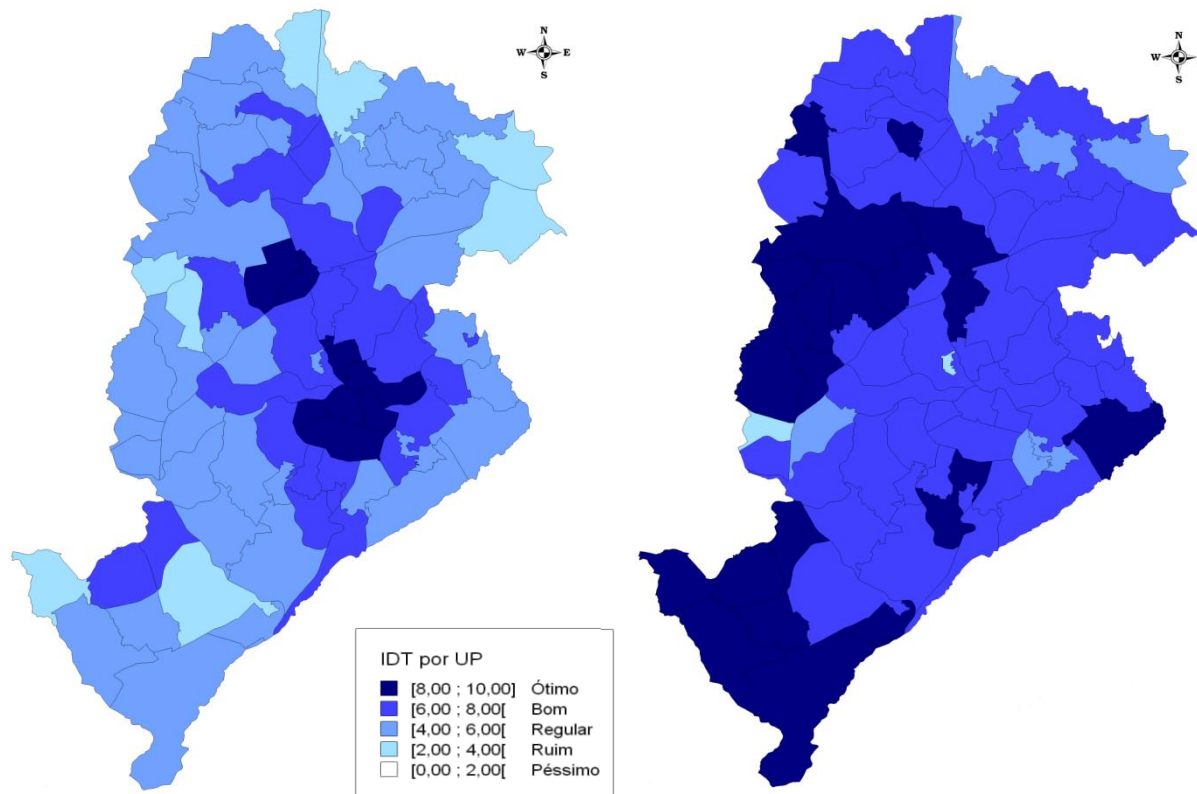 N
W E
S
N
W
S
IDT por UP
[8,00 ; 10,00] Ótimo
[6,00 ; 8,00[ Bom
[4,00 ; 6,00[ Regular
[2,00 ; 4,00[ Ruim
[0,00 ; 2,00[ Péssimo